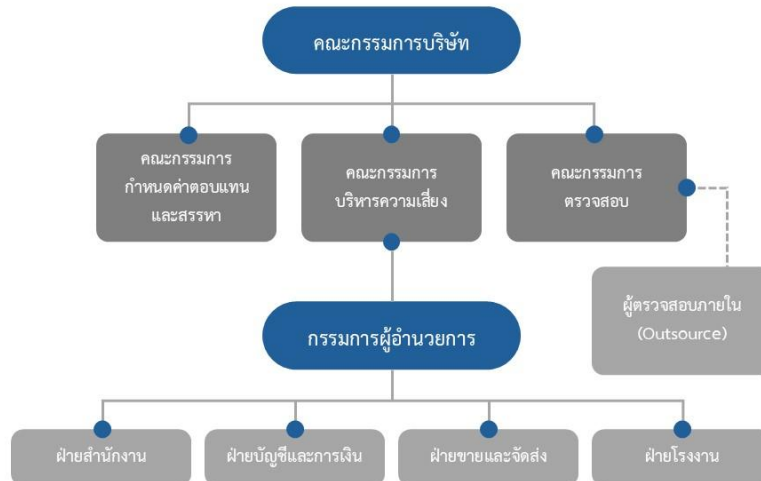 คณะกรรมการบริษัท
คณะกรรมการ
กำหนดค่าตอบแทน
และสรรหา
คณะกรรมการ
บริหารความเสี่ยง
คณะกรรมการ
ตรวจสอบ
ผู้ตรวจสอบภายใน
(Outsource)
กรรมการผู้อำนวยการ
ฝ่ายสำนักงาน
ฝ่ายบัญชีและการเงิน
ฝ่ายขายและจัดส่ง
ฝ่ายโรงงาน